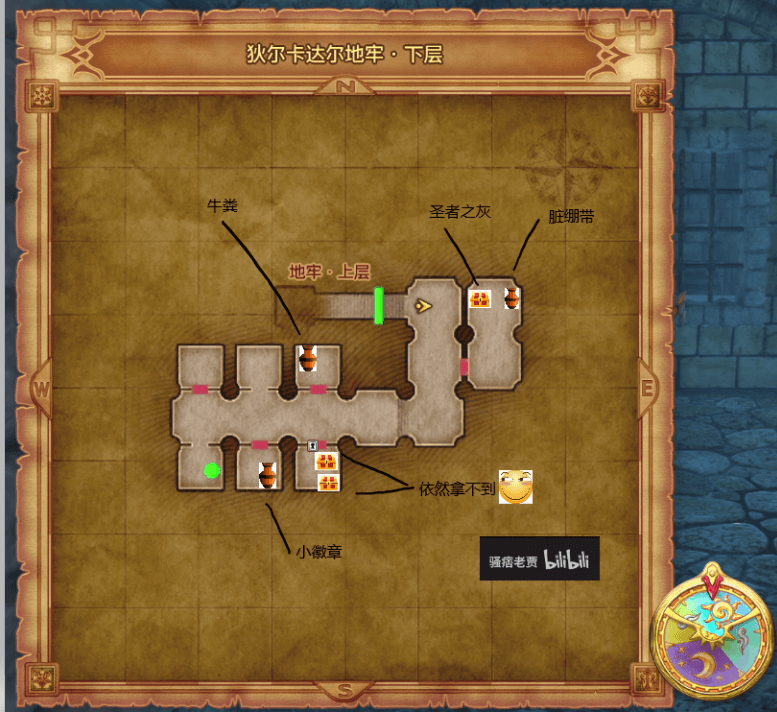 狄尔卡达尔地牢·下层
N
牛粪
圣者之灰
脏绷带
地牢·上层
W
E
依然拿不到
小徽章
骚痞老贾 bilibili
S